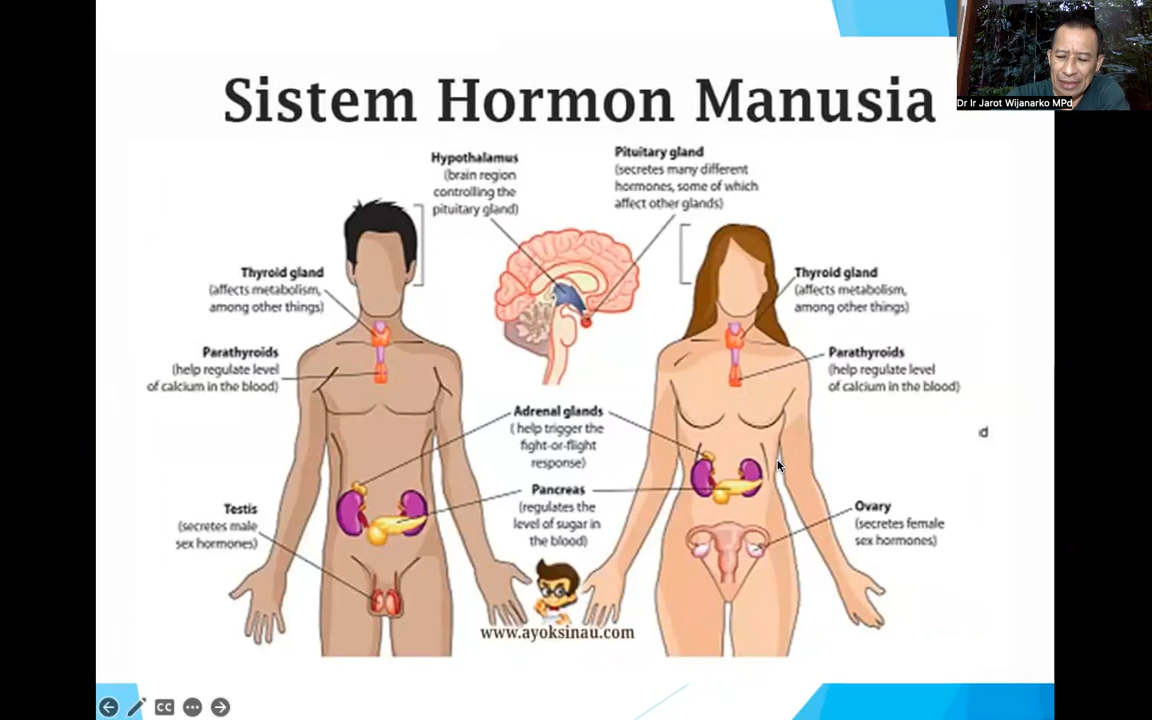 Sistem Hormon Manusia
Dr Ir Jarot Wijanarko MPd
Hypothalamus
(brain region
controlling the
pituitary gland)
Pituitary gland
(secretes many different
hormones, some of which
affect other glands)
Thyroid gland
(affects metabolism,
among other things)
Thyroid gland
(affects metabolism,
among other things)
Parathyroids
(help regulate level
of calcium in the blood)
Parathyroids
(help regulate level
of calcium in the blood)
Adrenal glands
( help trigger the
fight-or-flight
response)
d
Pancreas
(regulates the
level of sugar in
the blood)
Testis
(secretes male
sex hormones)
Ovary
(secretes female
sex hormones)
www.ayoksinau.com
CC